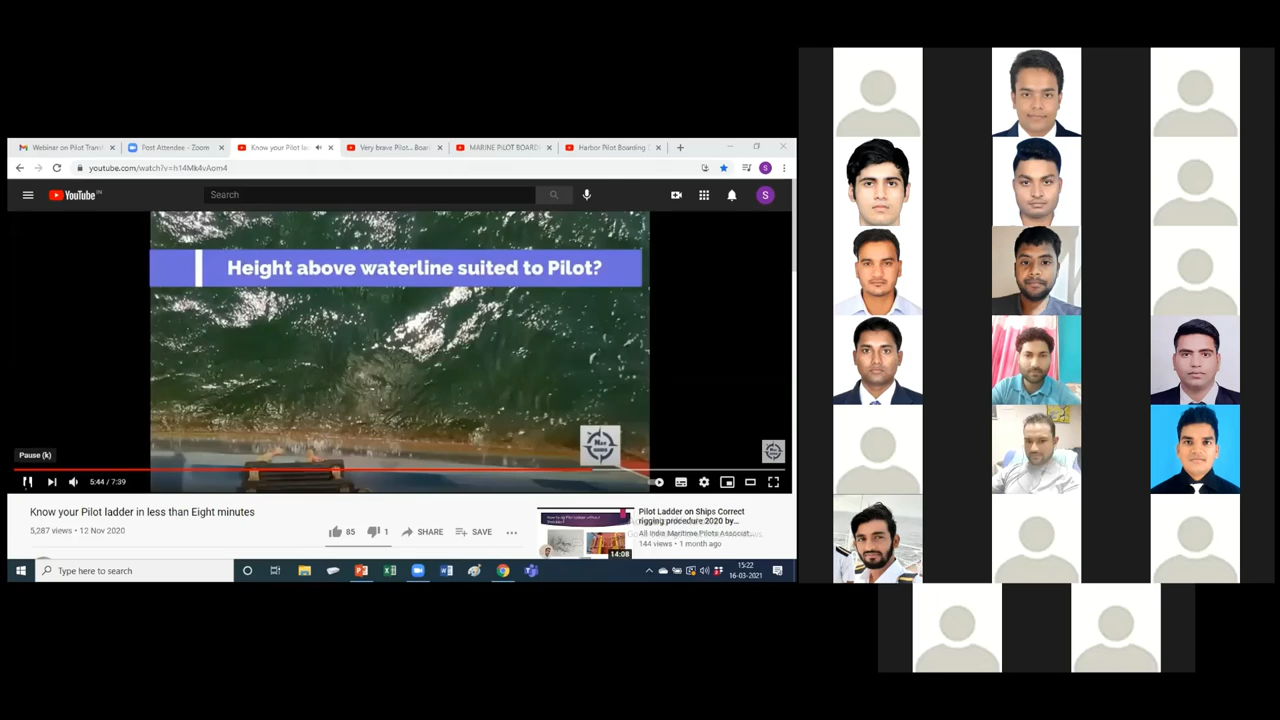 Webinar on Pilot Transf
Post Attendee - Zoom
Know your Pilot la
Very brave Pilot... Boar
MARINE PILOT BOARD
Harbor Pilot Boarding
youtube.com/watch?v=h14Mk4vAom4
S
YouTube IN
Search
S
Height above waterline suited to Pilot?
Pause (k)
5:44 / 7:39
Know your Pilot ladder in less than Eight minutes
5,287 views • 12 Nov 2020
85
1
SHARE
SAVE
Pilot Ladder on Ships Correct
rigging procedure 2020 by...
All India Maritime Pilots Associat...
144 views • 1 month ago
14:08
Type here to search
15:22
16-03-2021